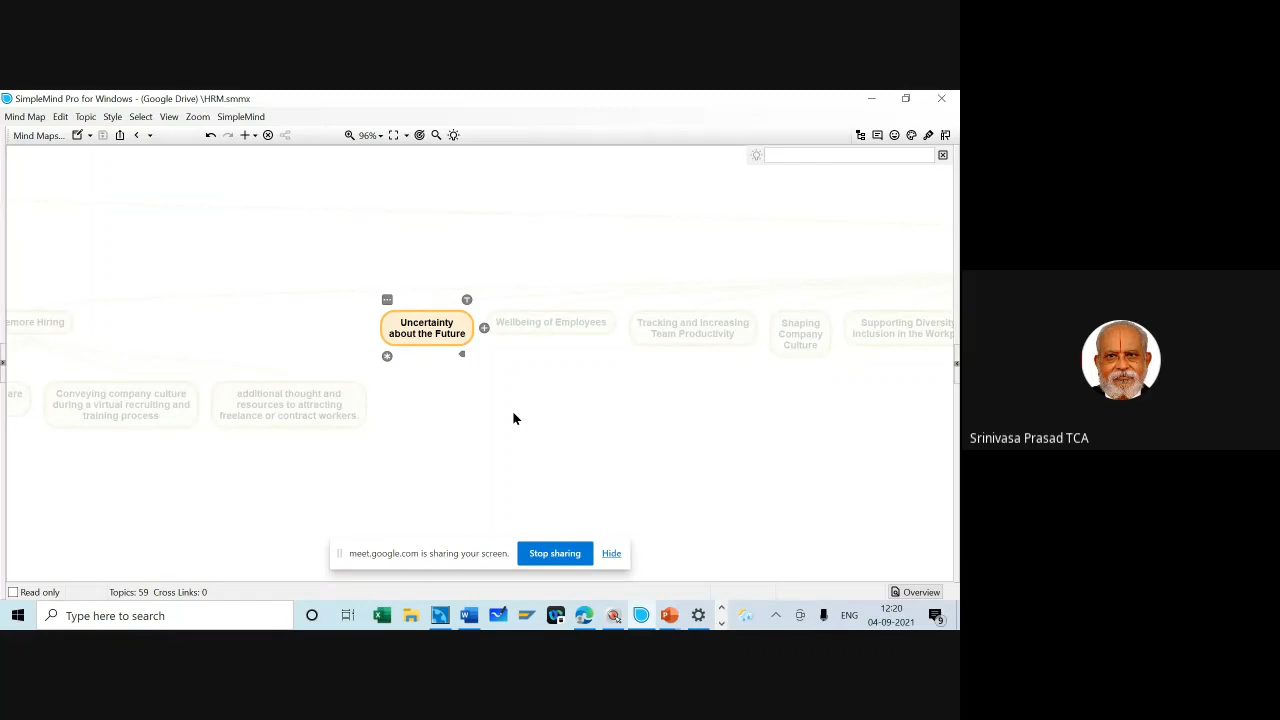 SimpleMind Pro for Windows - (Google Drive) \HRM.smmx
Mind Map Edit Topic Style Select View Zoom SimpleMind
Mind Maps... 96%
emore Hiring
Uncertainty
about the Future
Wellbeing of Employees
Tracking and Increasing
Team Productivity
Shaping
Company
Culture
Supporting Diversity
Inclusion in the Workp
are
Conveying company culture
during a virtual recruiting and
training process
additional thought and
resources to attracting
freelance or contract workers.
Srinivasa Prasad TCA
meet.google.com is sharing your screen. Stop sharing Hide
Read only Topics: 59 Cross Links: 0 Overview
Type here to search
ENG
12:20
04-09-2021
9